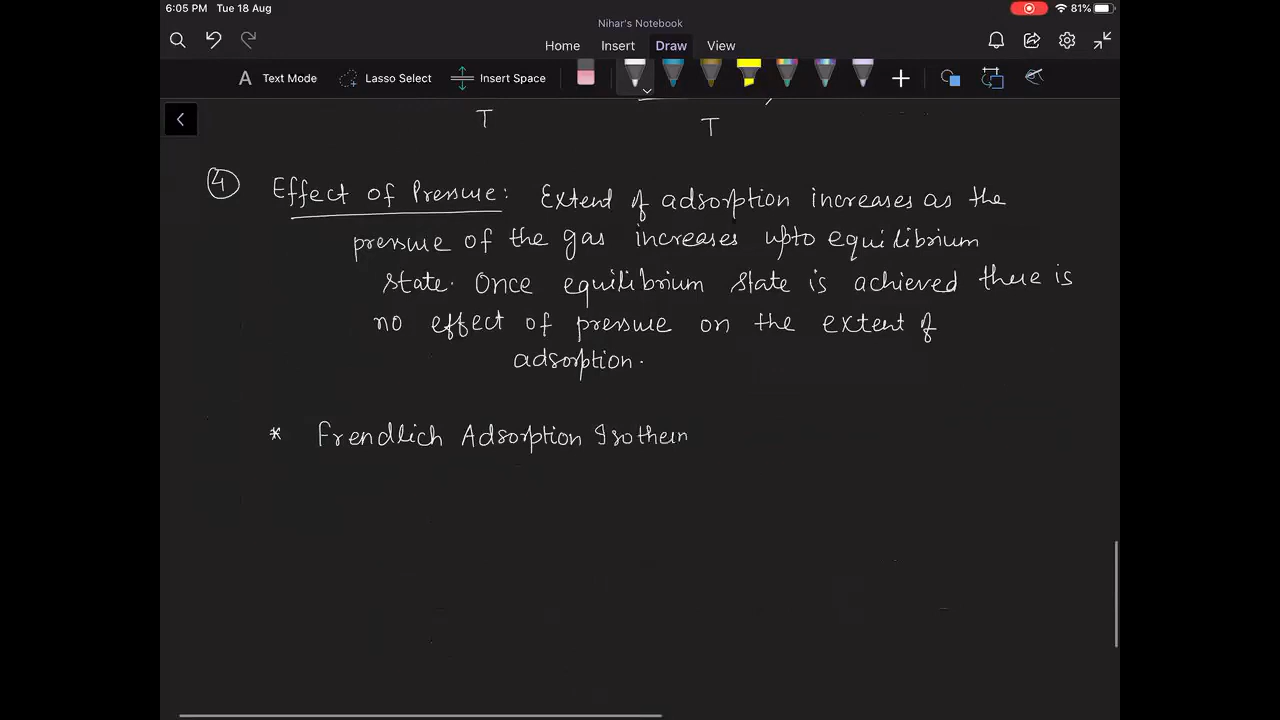 6:05 PM Tue 18 Aug
81%
Nihar's Notebook
Home Insert Draw View
A Text Mode Lasso Select Insert Space
T
T
④ Effect of Pressure: Extent of adsorption increases as the
pressure of the gas increases upto equilibrium
state. Once equilibrium state is achieved there is
no effect of pressure on the extent of
adsorption.
* Frendlich Adsorption Isotherm